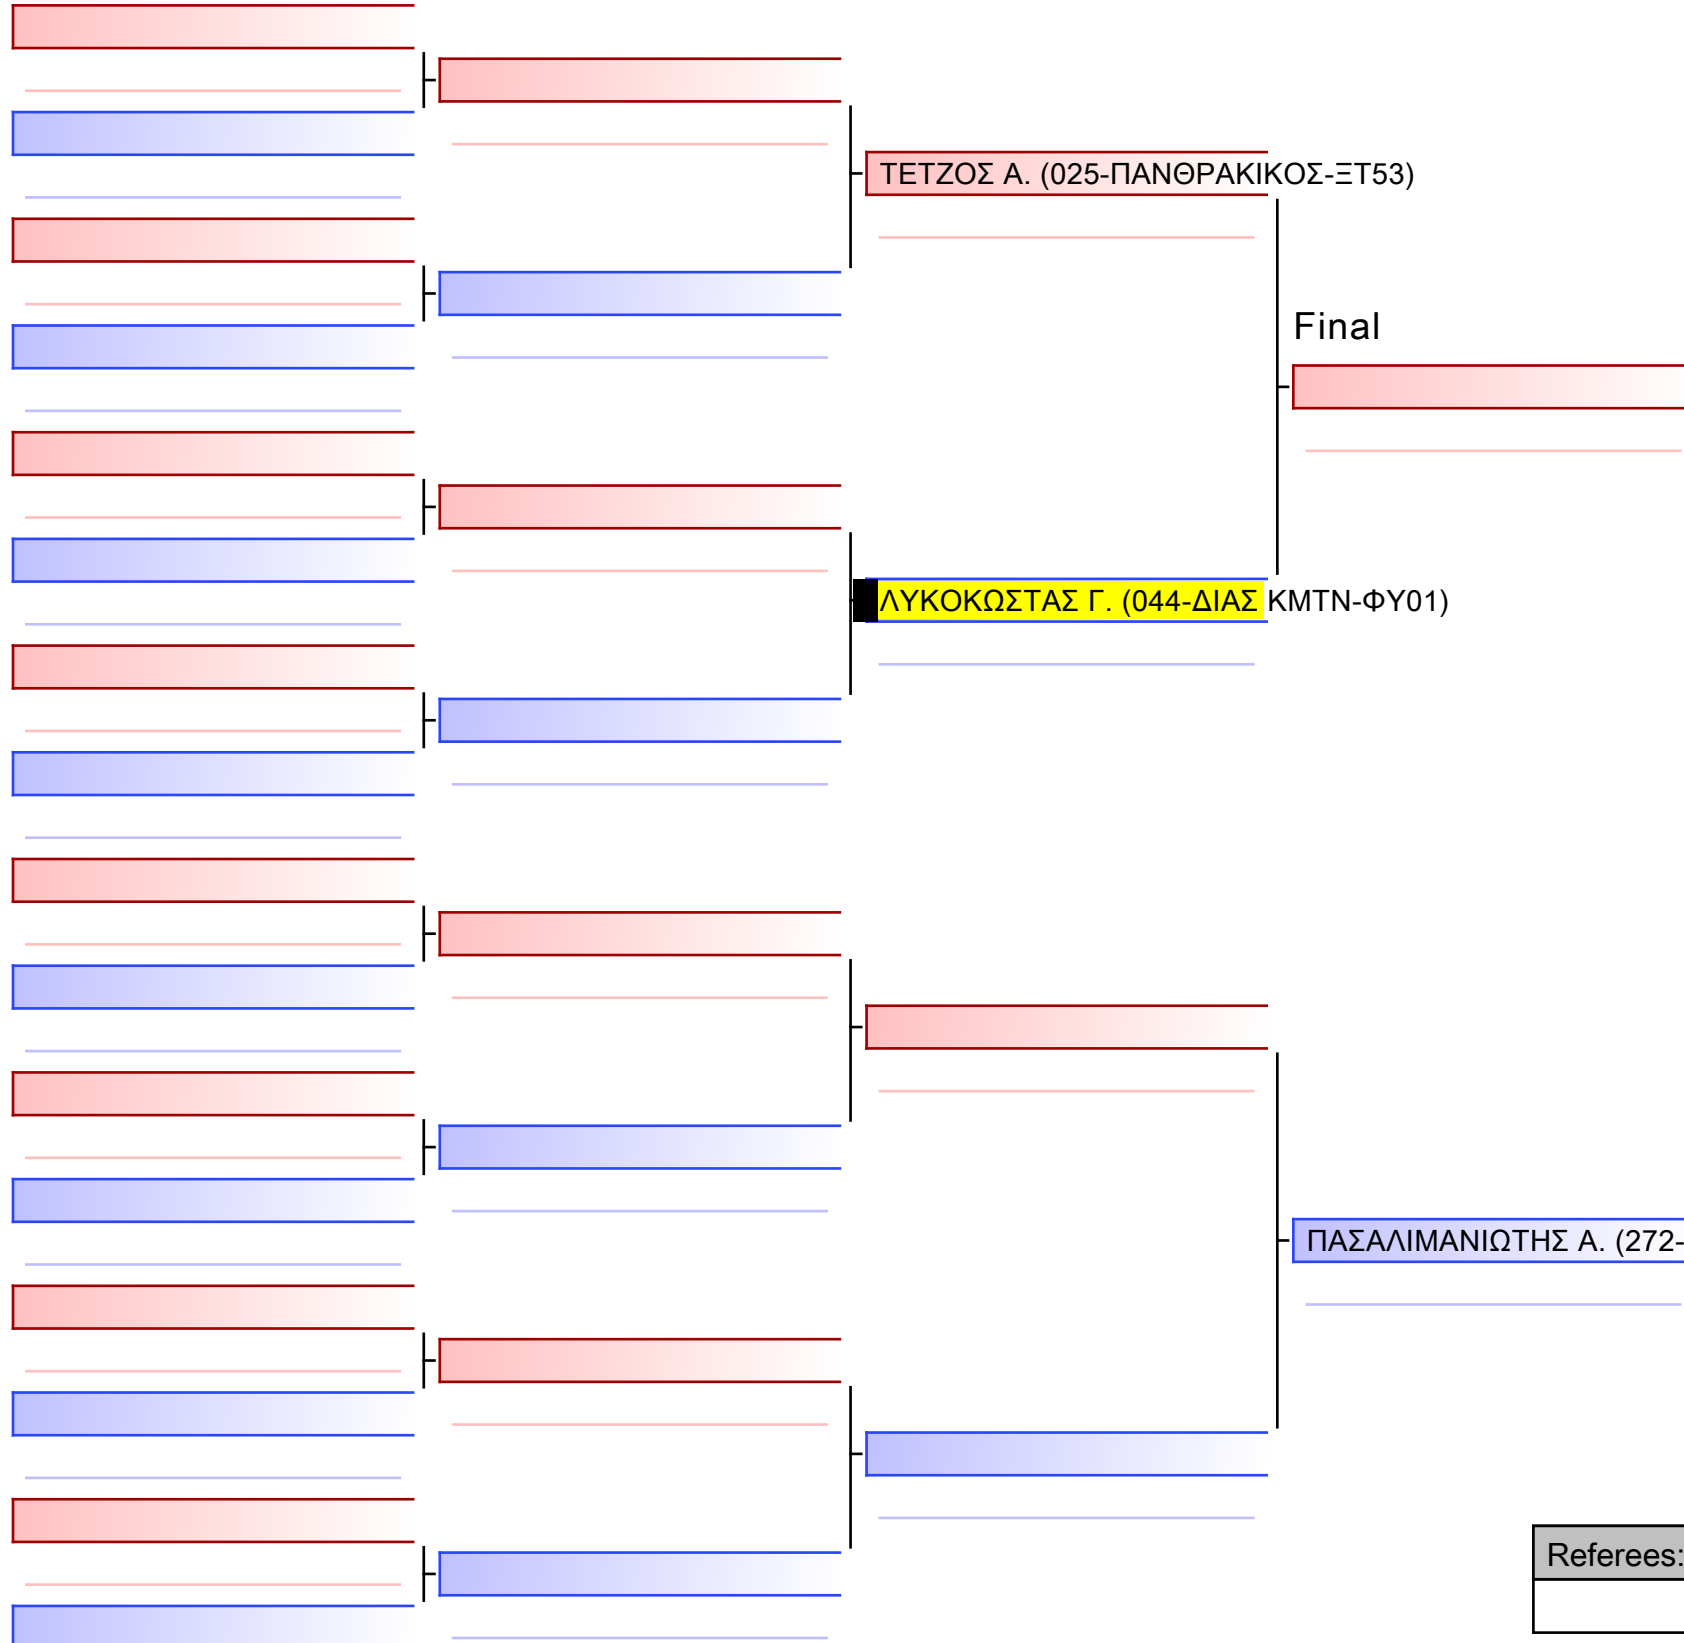 ΤΕΤΖΟΣ Α. (025-ΠΑΝΘΡΑΚΙΚΟΣ-ΞΤ53)
Final
ΛΥΚΟΚΩΣΤΑΣ Γ. (044-ΔΙΑΣ ΚΜΤΝ-ΦΥ01)
ΠΑΣΑΛΙΜΑΝΙΩΤΗΣ Α. (272-
Referees: